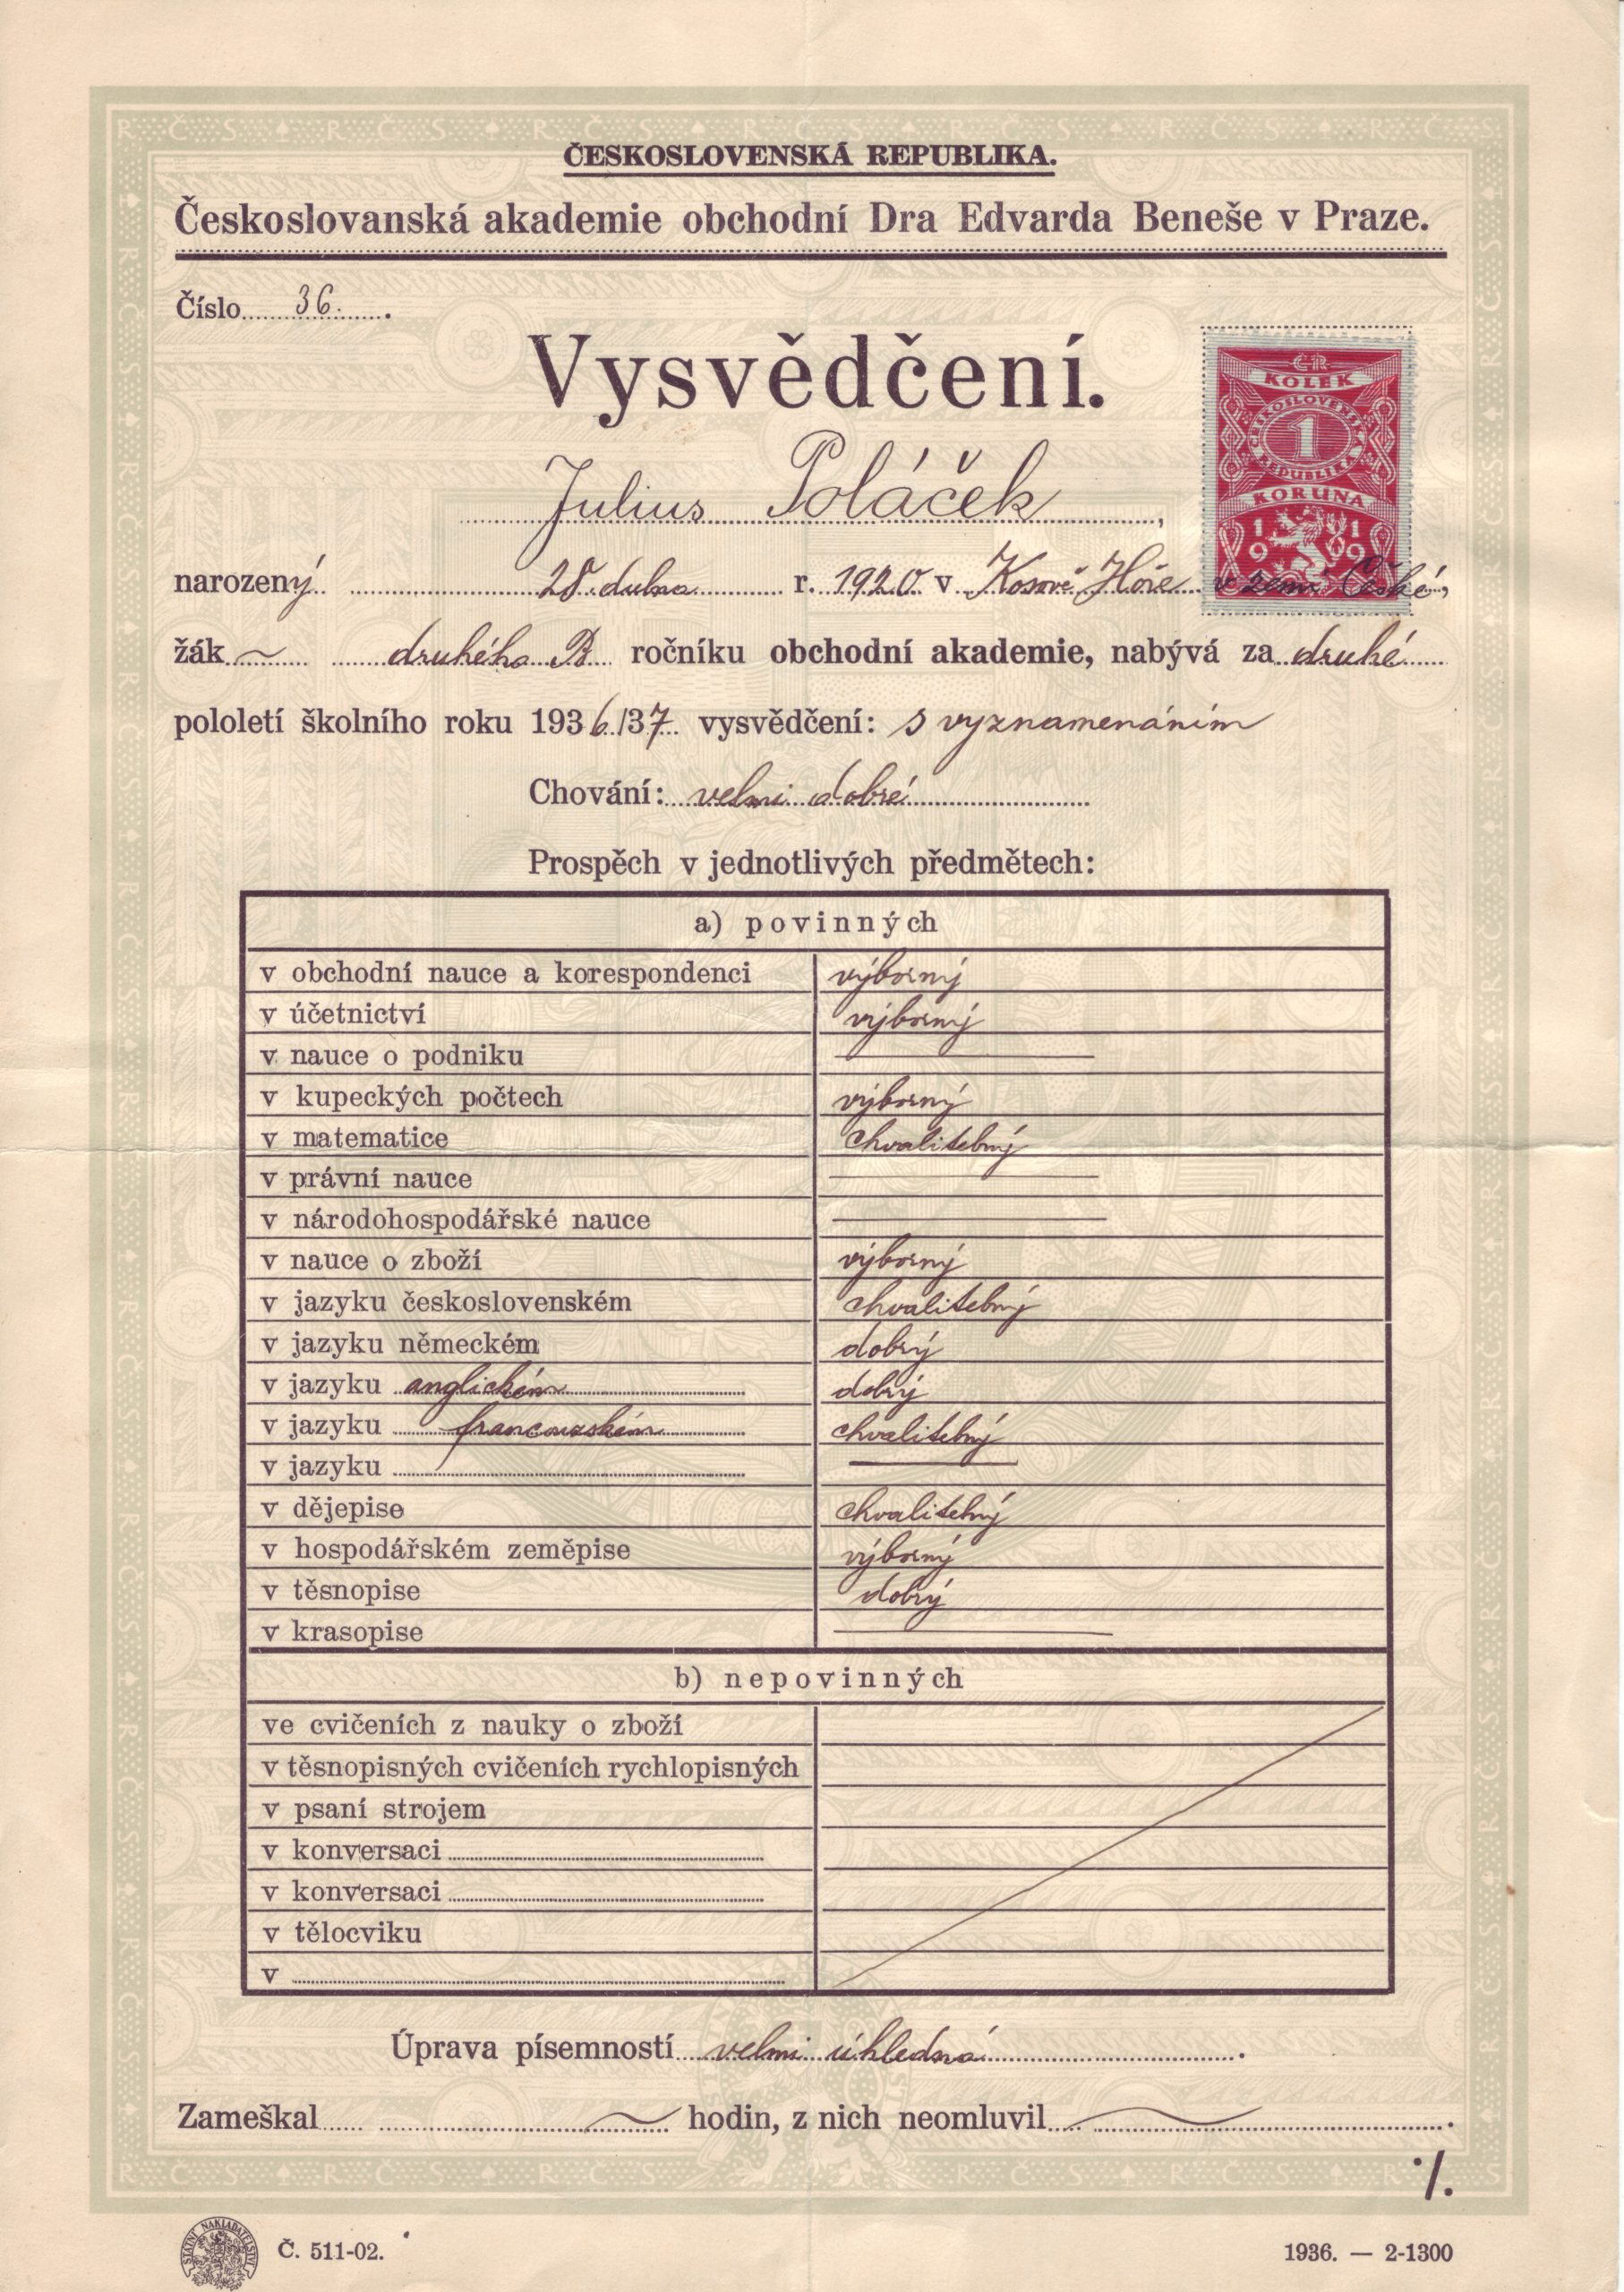 ČESKOSLOVENSKÁ REPUBLIKA.
Československá akademie obchodní Dra Edvarda Beneše v Praze.
Číslo 36.
Vysvědčení.
ČR
KOLEK
ČESKOSLOVENSKÁ
1
REPUBLIKA
KORUNA
1919
Julius Poláček,
narozený 28. dubna r. 1920 v Kosově Hoře v zemi České,
žák ~ druhého B ročníku obchodní akademie, nabývá za druhé
pololetí školního roku 1936/37 vysvědčení: s vyznamenáním
Chování: velmi dobré
Prospěch v jednotlivých předmětech:
a) povinných
v obchodní nauce a korespondenci výborný
v účetnictví výborný
v nauce o podniku
v kupeckých počtech výborný
v matematice chvalitebný
v právní nauce
v národohospodářské nauce
v nauce o zboží výborný
v jazyku československém chvalitebný
v jazyku německém dobrý
v jazyku anglickém dobrý
v jazyku francouzském chvalitebný
v jazyku
v dějepise chvalitebný
v hospodářském zeměpise výborný
v těsnopise dobrý
v krasopise
b) nepovinných
ve cvičeních z nauky o zboží
v těsnopisných cvičeních rychlopisných
v psaní strojem
v konversaci
v konversaci
v tělocviku
v
Úprava písemností velmi úhledná.
Zameškal ~ hodin, z nich neomluvil ~.
./.
STÁTNÍ NAKLADATELSTVÍ
Č. 511-02.
1936. — 2-1300